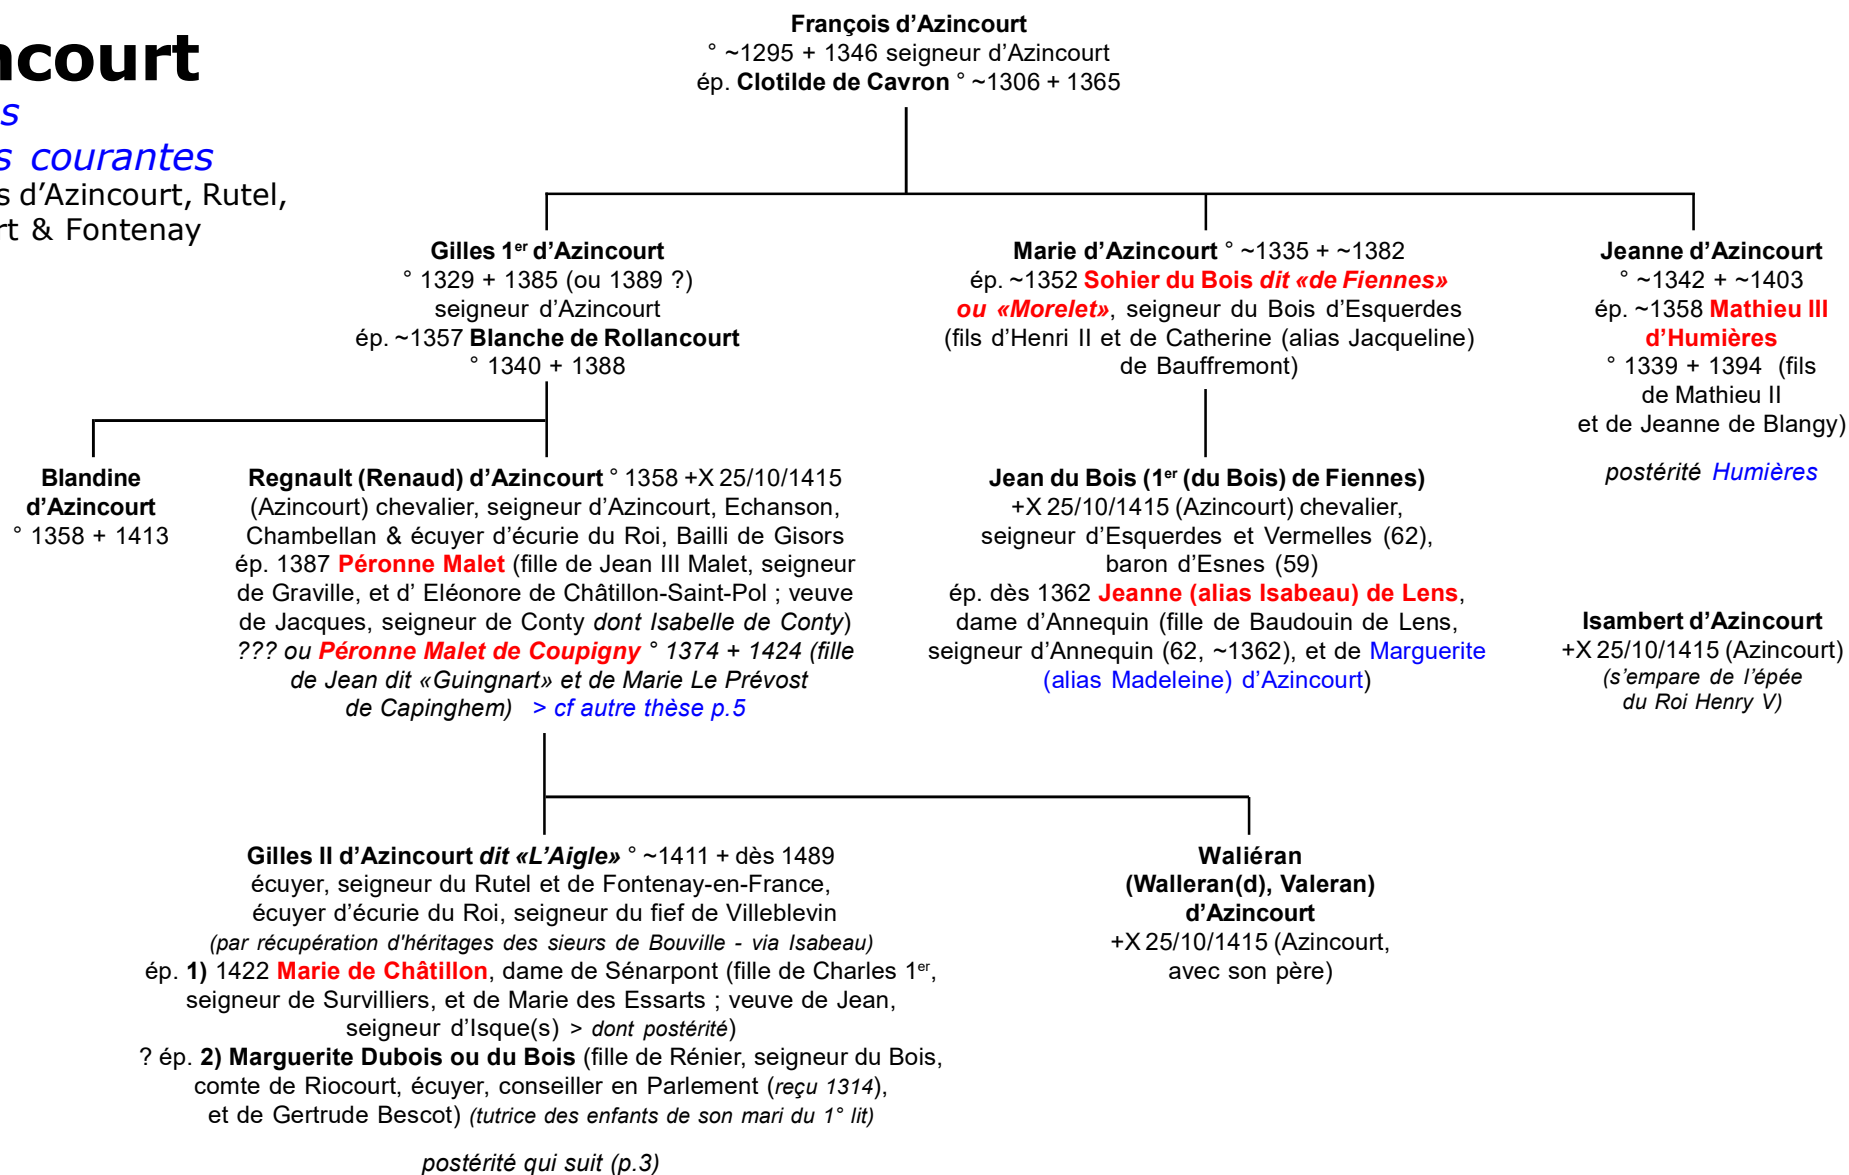 ncourt
s
s courantes
s d'Azincourt, Rutel,
rt & Fontenay
François d'Azincourt
° ~1295 + 1346 seigneur d'Azincourt
ép. Clotilde de Cavron ° ~1306 + 1365
Gilles 1er d'Azincourt
° 1329 + 1385 (ou 1389 ?)
seigneur d'Azincourt
ép. ~1357 Blanche de Rollancourt
° 1340 + 1388
Marie d'Azincourt ° ~1335 + ~1382
ép. ~1352 Sohier du Bois dit «de Fiennes»
ou «Morelet», seigneur du Bois d'Esquerdes
(fils d'Henri II et de Catherine (alias Jacqueline)
de Bauffremont)
Jeanne d'Azincourt
° ~1342 + ~1403
ép. ~1358 Mathieu III
d'Humières
° 1339 + 1394 (fils
de Mathieu II
et de Jeanne de Blangy)
postérité Humières
Blandine
d'Azincourt
° 1358 + 1413
Regnault (Renaud) d'Azincourt ° 1358 +X 25/10/1415
(Azincourt) chevalier, seigneur d'Azincourt, Echanson,
Chambellan & écuyer d'écurie du Roi, Bailli de Gisors
ép. 1387 Péronne Malet (fille de Jean III Malet, seigneur
de Graville, et d' Eléonore de Châtillon-Saint-Pol ; veuve
de Jacques, seigneur de Conty dont Isabelle de Conty)
??? ou Péronne Malet de Coupigny ° 1374 + 1424 (fille
de Jean dit «Guingnart» et de Marie Le Prévost
de Capinghem) > cf autre thèse p.5
Jean du Bois (1er (du Bois) de Fiennes)
+X 25/10/1415 (Azincourt) chevalier,
seigneur d'Esquerdes et Vermelles (62),
baron d'Esnes (59)
ép. dès 1362 Jeanne (alias Isabeau) de Lens,
dame d'Annequin (fille de Baudouin de Lens,
seigneur d'Annequin (62, ~1362), et de Marguerite
(alias Madeleine) d'Azincourt)
Isambert d'Azincourt
+X 25/10/1415 (Azincourt)
(s'empare de l'épée
du Roi Henry V)
Gilles II d'Azincourt dit «L'Aigle» ° ~1411 + dès 1489
écuyer, seigneur du Rutel et de Fontenay-en-France,
écuyer d'écurie du Roi, seigneur du fief de Villeblevin
(par récupération d'héritages des sieurs de Bouville - via Isabeau)
ép. 1) 1422 Marie de Châtillon, dame de Sénarpont (fille de Charles 1er,
seigneur de Survilliers, et de Marie des Essarts ; veuve de Jean,
seigneur d'Isque(s) > dont postérité)
? ép. 2) Marguerite Dubois ou du Bois (fille de Rénier, seigneur du Bois,
comte de Riocourt, écuyer, conseiller en Parlement (reçu 1314),
et de Gertrude Bescot) (tutrice des enfants de son mari du 1° lit)
postérité qui suit (p.3)
Waliéran
(Walleran(d), Valeran)
d'Azincourt
+X 25/10/1415 (Azincourt,
avec son père)